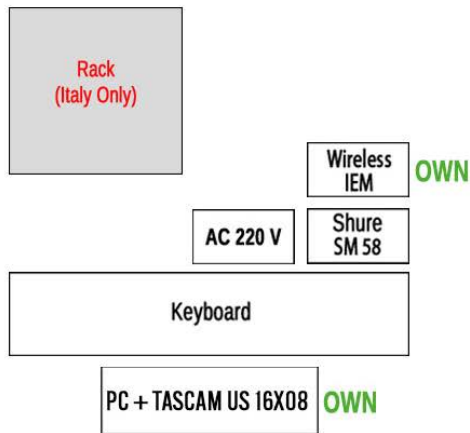 Rack
(Italy Only)
Wireless
IEM
OWN
AC 220 V
Shure
SM 58
Keyboard
PC + TASCAM US 16X08
OWN